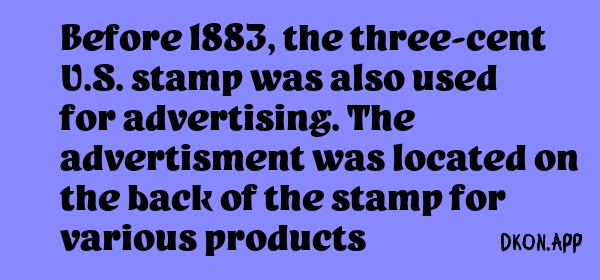 Before 1883, the three-cent
U.S. stamp was also used
for advertising. The
advertisment was located on
the back of the stamp for
various products
DKON.APP